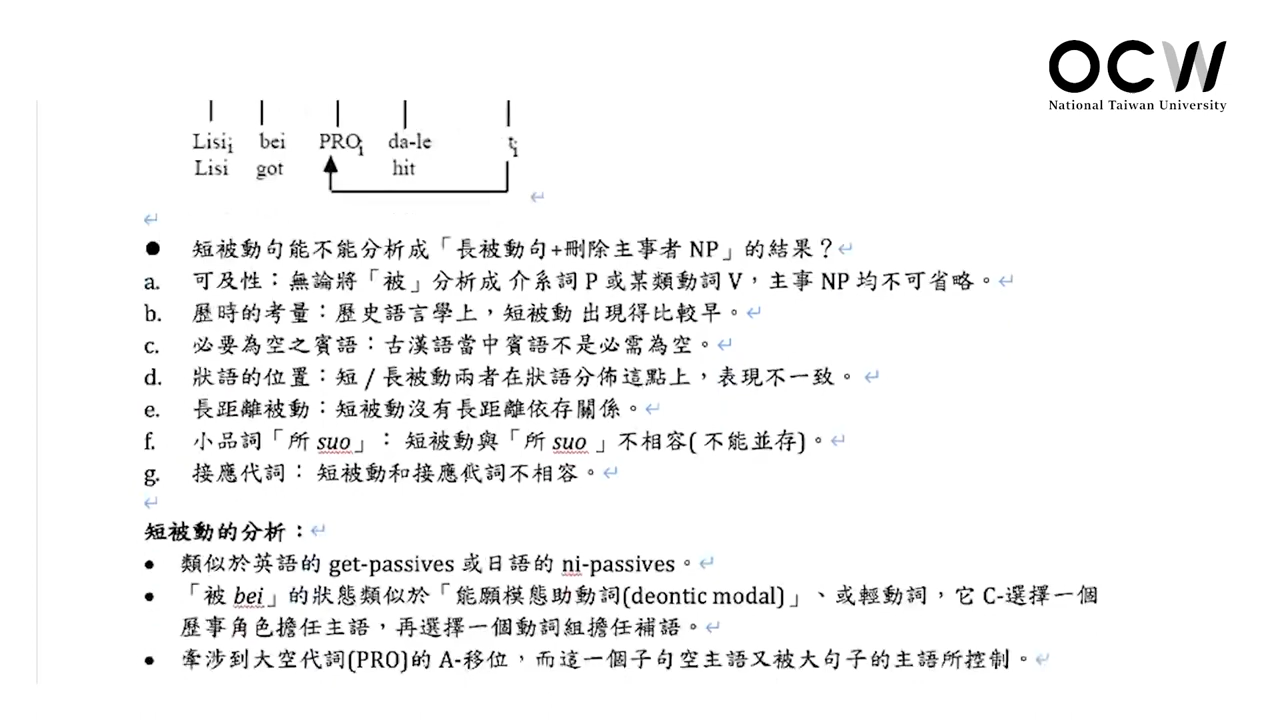 OCW
National Taiwan University
Lisii bei PROi da-le ti
Lisi got hit
● 短被動句能不能分析成「長被動句+刪除主事者 NP」的結果？
a. 可及性：無論將「被」分析成 介系詞 P 或某類動詞 V，主事 NP 均不可省略。
b. 歷時的考量：歷史語言學上，短被動 出現得比較早。
c. 必要為空之賓語：古漢語當中賓語不是必需為空。
d. 狀語的位置：短 / 長被動兩者在狀語分佈這點上，表現不一致。
e. 長距離被動：短被動沒有長距離依存關係。
f. 小品詞「所 suo」： 短被動與「所 suo 」不相容( 不能並存)。
g. 接應代詞： 短被動和接應代詞不相容。
短被動的分析：
• 類似於英語的 get-passives 或日語的 ni-passives。
• 「被 bei」的狀態類似於「能願模態助動詞(deontic modal)」、或輕動詞，它 C-選擇一個
歷事角色擔任主語，再選擇一個動詞組擔任補語。
• 牽涉到大空代詞(PRO)的 A-移位，而這一個子句空主語又被大句子的主語所控制。